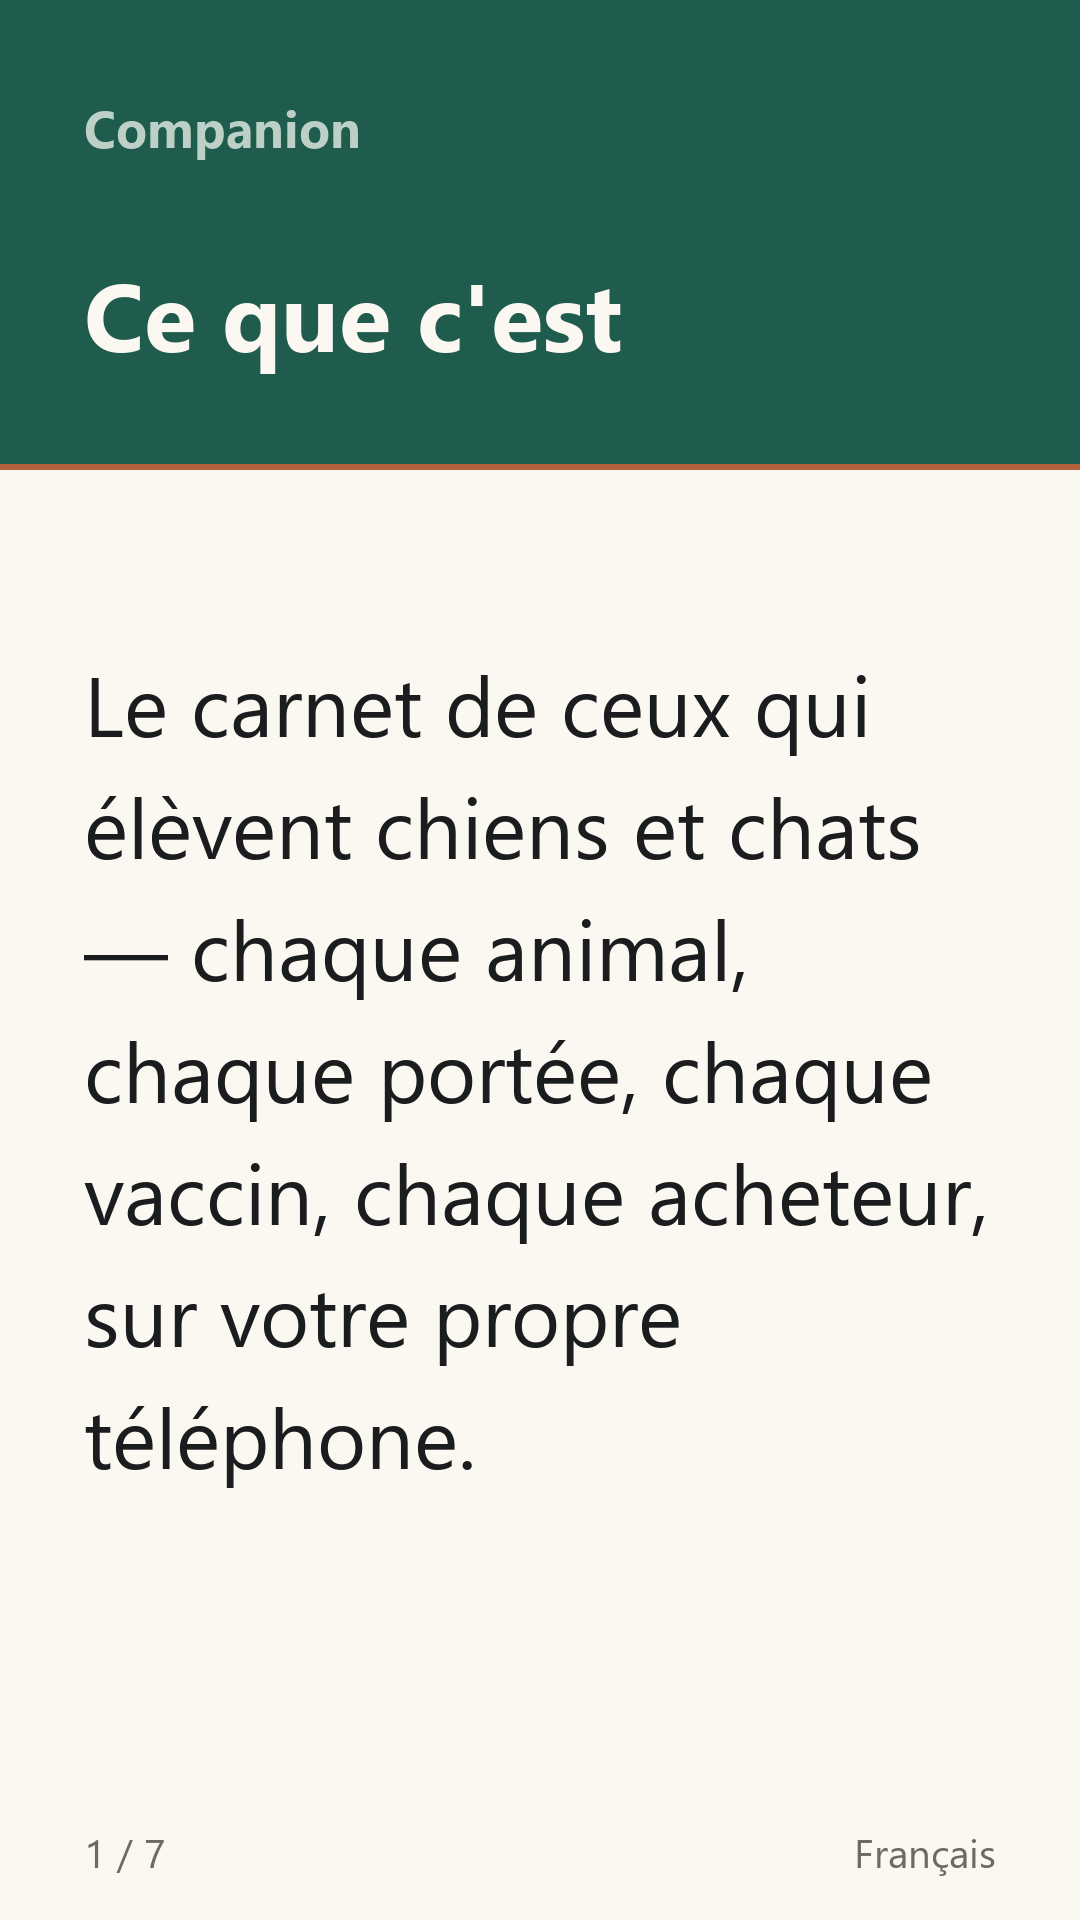 Companion
Ce que c'est
Le carnet de ceux qui
élèvent chiens et chats
— chaque animal,
chaque portée, chaque
vaccin, chaque acheteur,
sur votre propre
téléphone.
1 / 7
Français